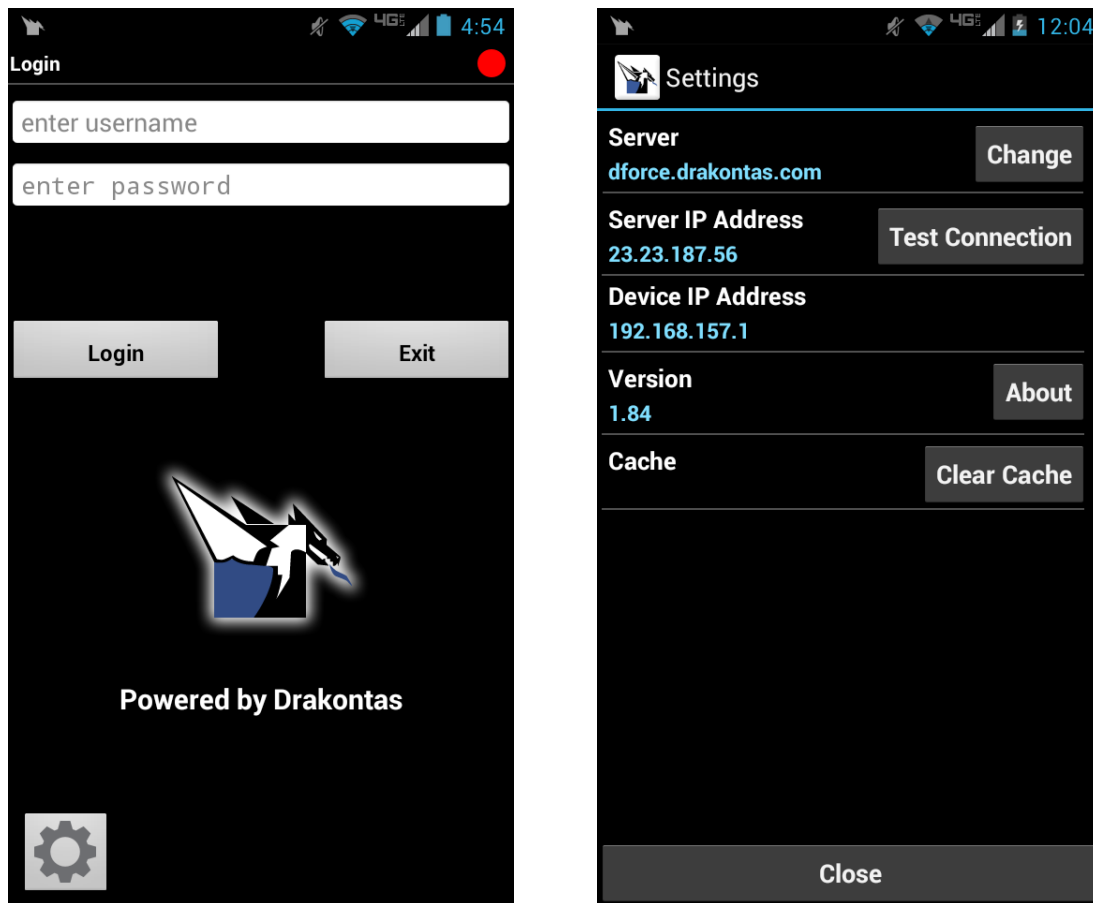 4G 4:54
Login
enter username
enter password
Login Exit
Powered by Drakontas
4G 12:04
Settings
Server
dforce.drakontas.com
Change
Server IP Address
23.23.187.56
Test Connection
Device IP Address
192.168.157.1
Version
1.84
About
Cache
Clear Cache
Close